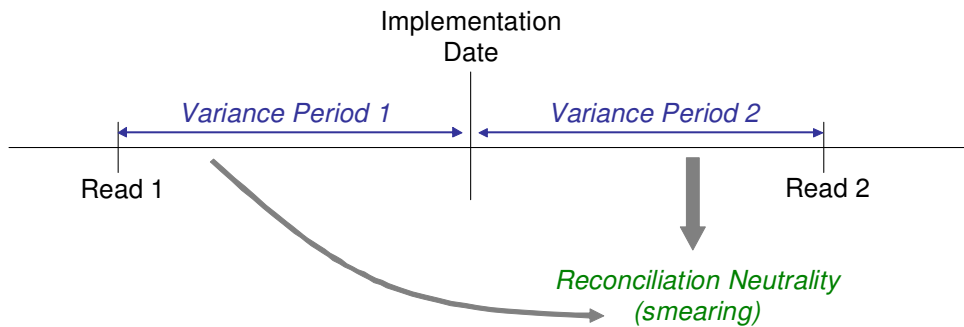 Implementation
Date
Variance Period 1
Variance Period 2
Read 1
Read 2
Reconciliation Neutrality
(smearing)